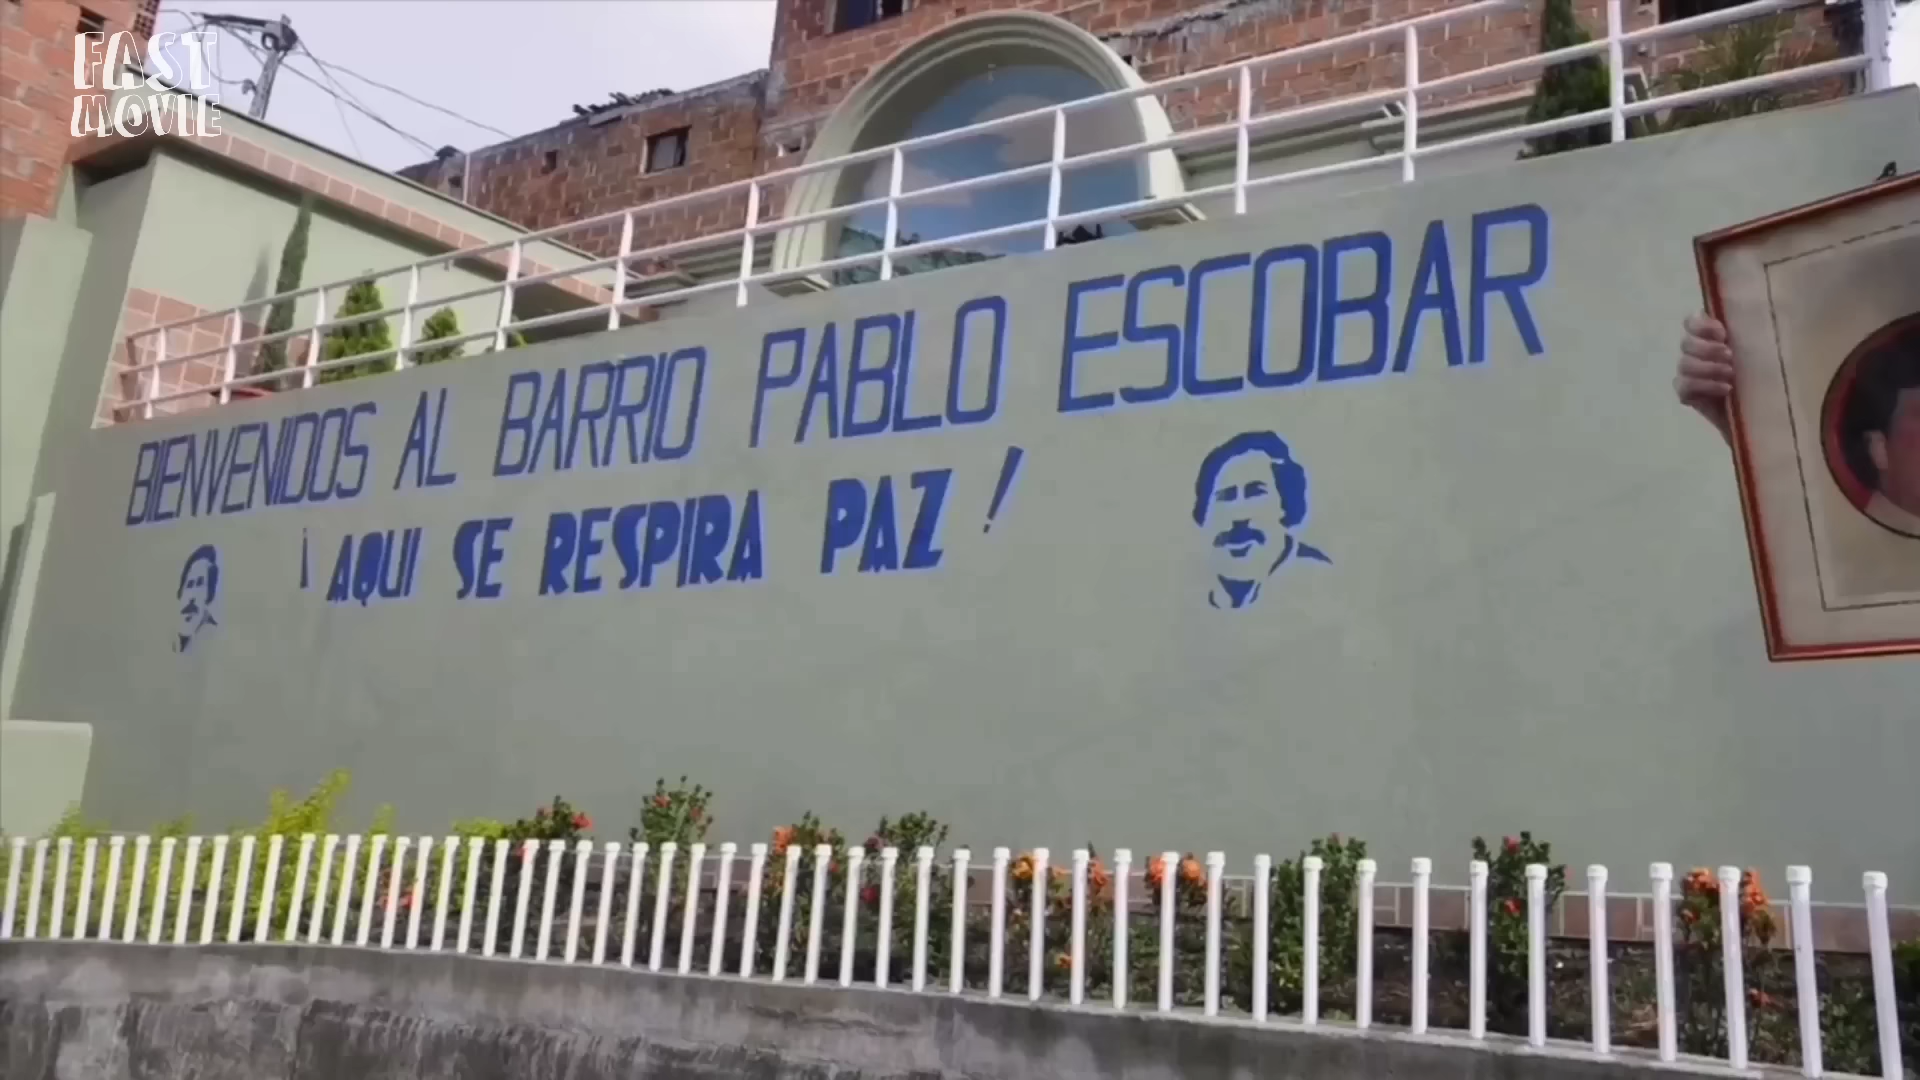 FAST
MOVIE
BIENVENIDOS AL BARRIO PABLO ESCOBAR
¡AQUI SE RESPIRA PAZ!